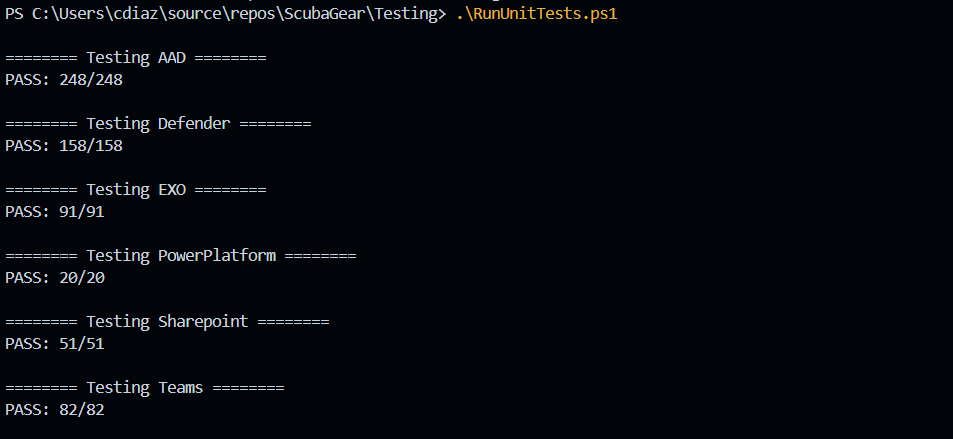 PS C:\Users\cdiaz\source\repos\ScubaGear\Testing> .\RunUnitTests.ps1
======== Testing AAD ========
PASS: 248/248
======== Testing Defender ========
PASS: 158/158
======== Testing EXO ========
PASS: 91/91
======== Testing PowerPlatform ========
PASS: 20/20
======== Testing Sharepoint ========
PASS: 51/51
======== Testing Teams ========
PASS: 82/82